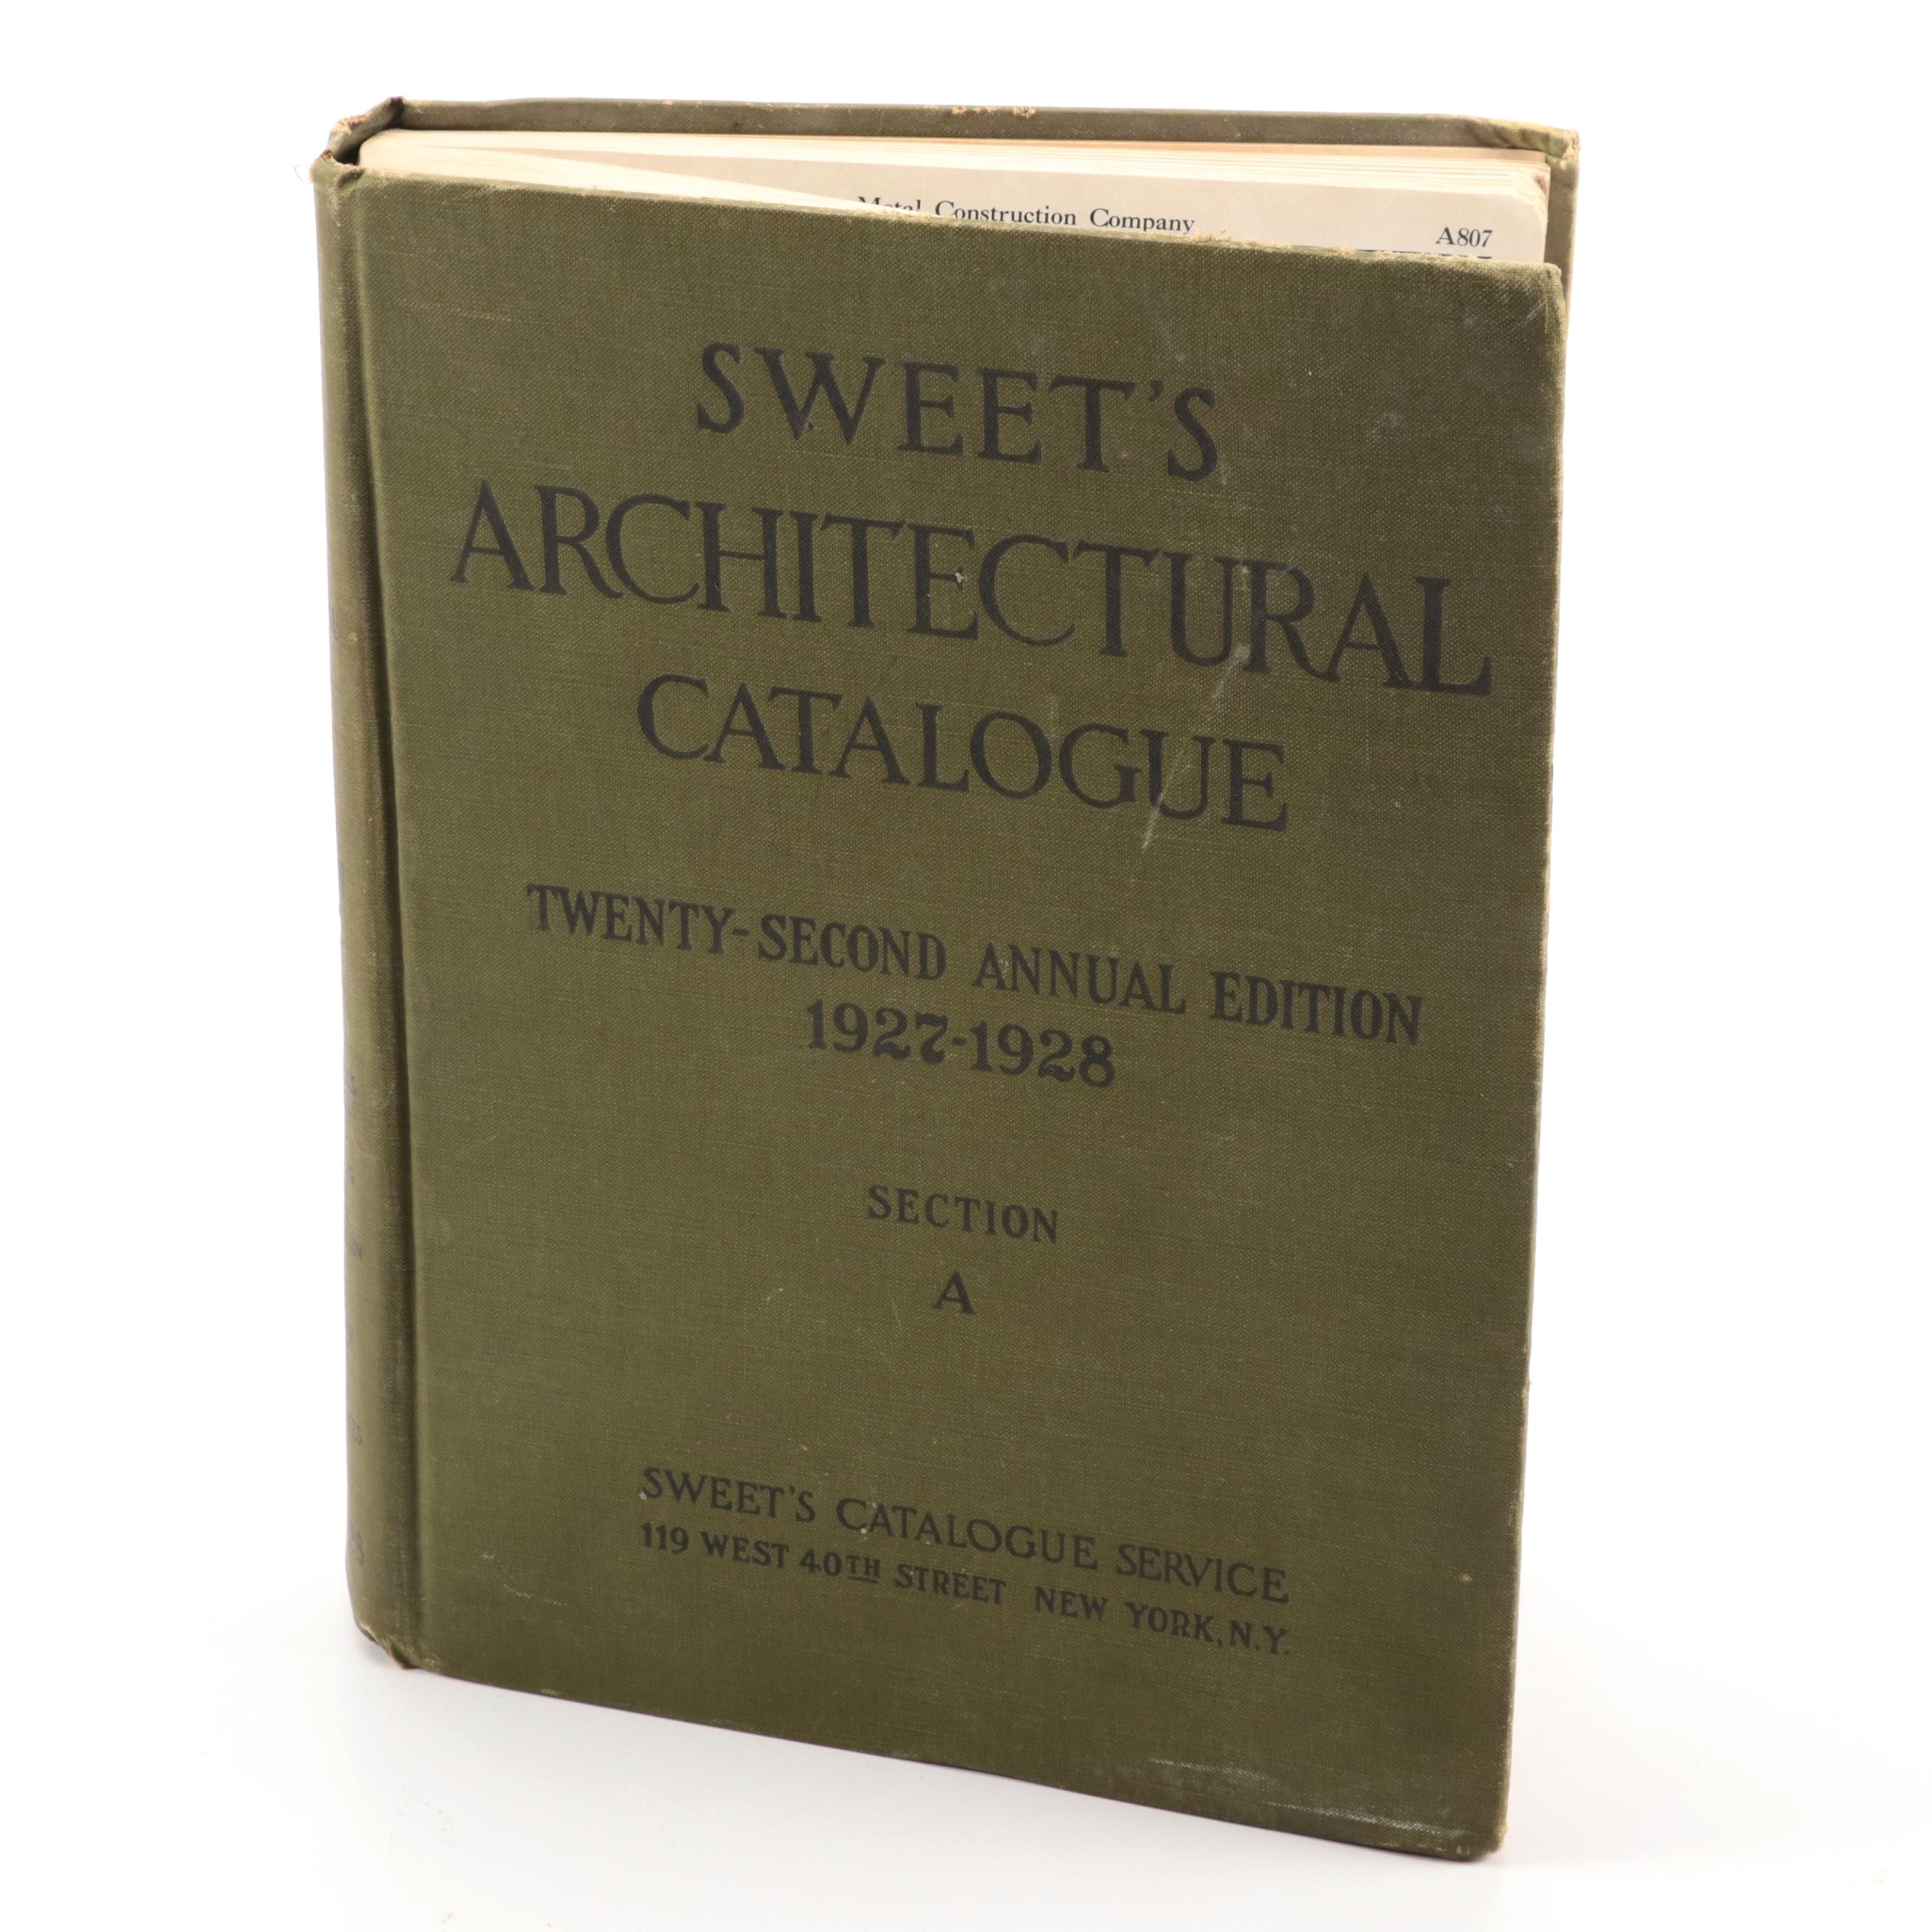 Metal Construction Company
A807
SWEET'S
ARCHITECTURAL
CATALOGUE
TWENTY-SECOND ANNUAL EDITION
1927-1928
SECTION
A
SWEET'S CATALOGUE SERVICE
119 WEST 40TH STREET NEW YORK, N.Y.